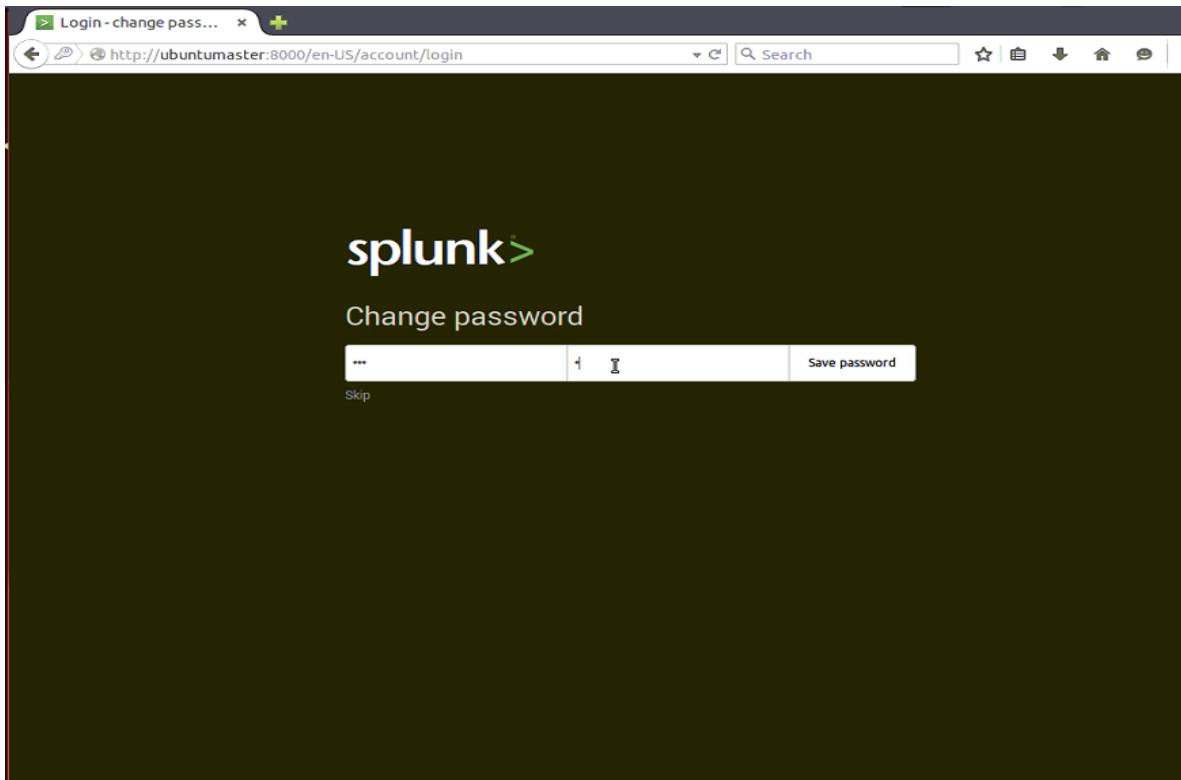 Login - change pass...
http://ubuntumaster:8000/en-US/account/login
Search
splunk>
Change password
••• • Save password
Skip